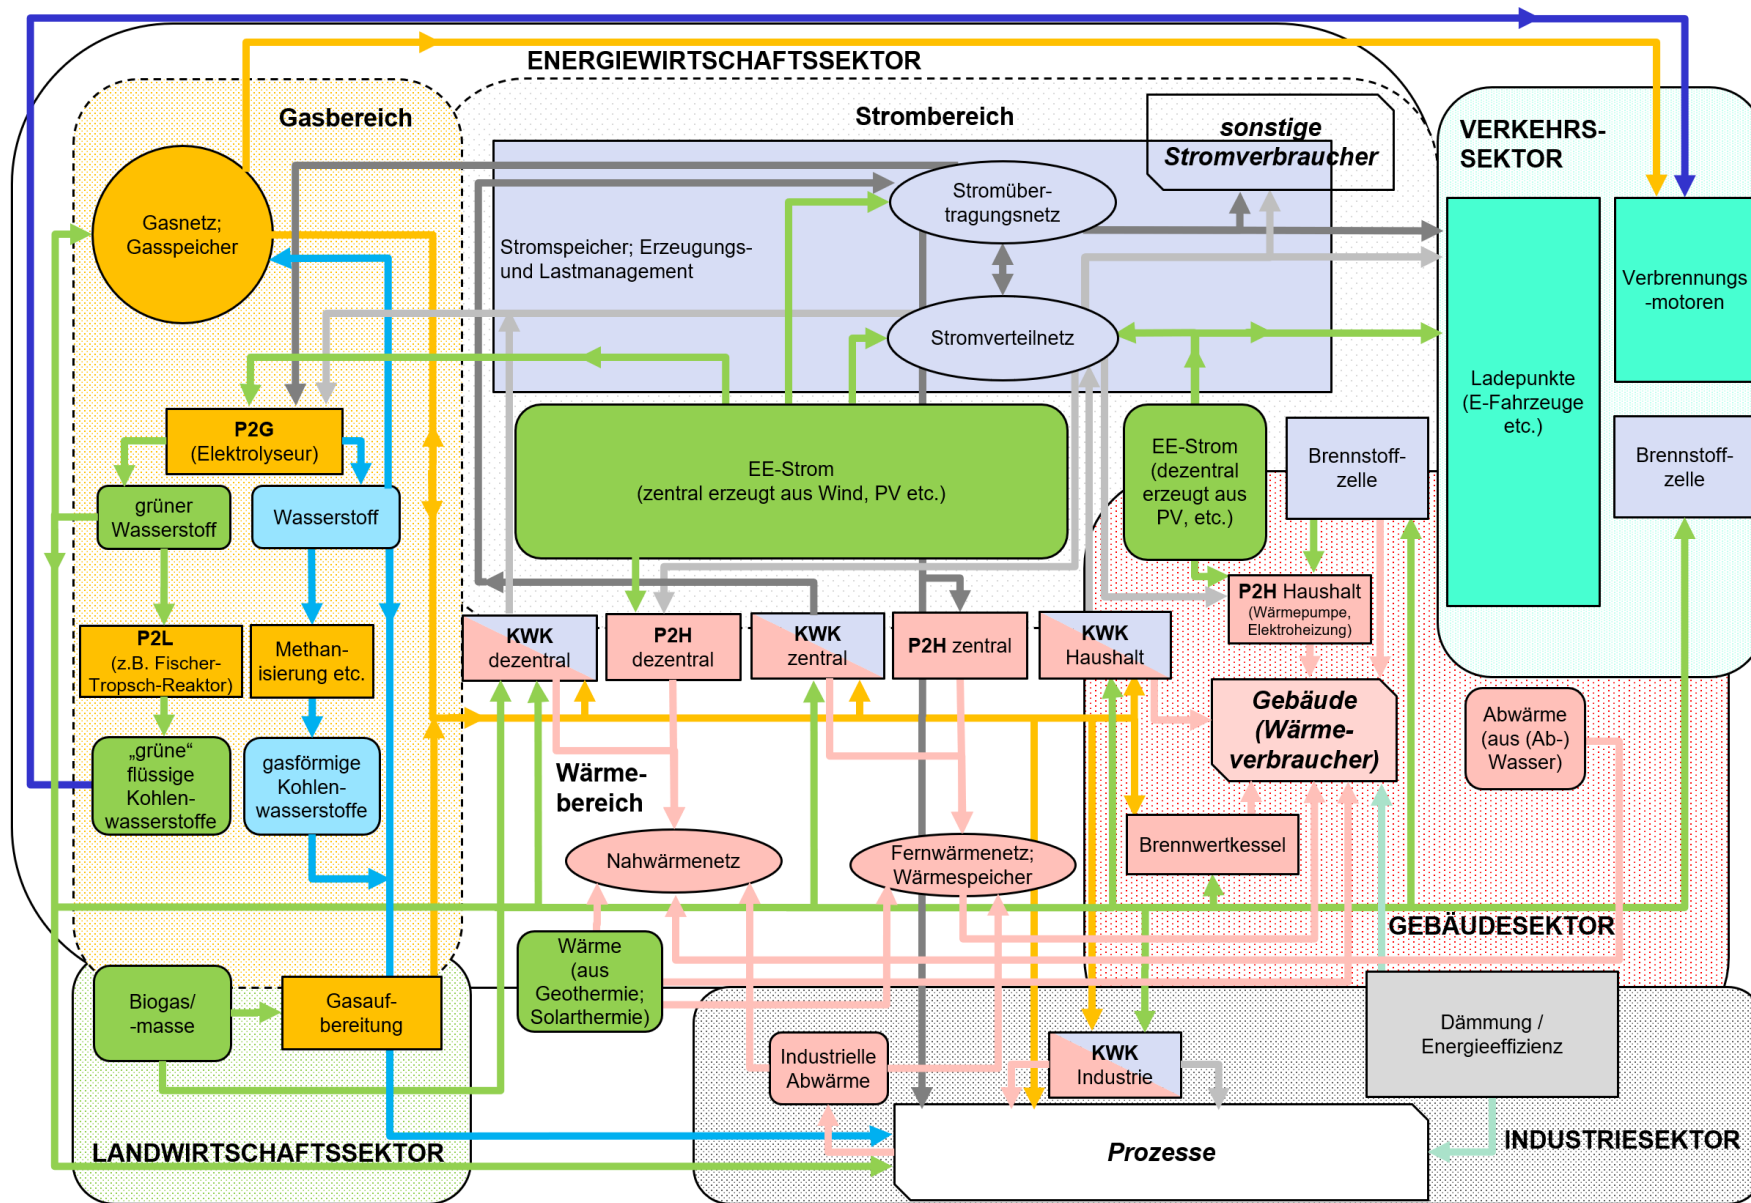 ENERGIEWIRTSCHAFTSSEKTOR
Gasbereich
Strombereich
sonstige
Stromverbraucher
VERKEHRS-
SEKTOR
Gasnetz;
Gasspeicher
Stromüber-
tragungsnetz
Stromspeicher; Erzeugungs-
und Lastmanagement
Stromverteilnetz
Verbrennungs
-motoren
Ladepunkte
(E-Fahrzeuge
etc.)
P2G
(Elektrolyseur)
EE-Strom
(zentral erzeugt aus Wind, PV etc.)
EE-Strom
(dezentral
erzeugt aus
PV, etc.)
Brennstoff-
zelle
Brennstoff-
zelle
grüner
Wasserstoff
Wasserstoff
P2H Haushalt
(Wärmepumpe,
Elektroheizung)
P2L
(z.B. Fischer-
Tropsch-Reaktor)
Methan-
isierung etc.
KWK
dezentral
P2H
dezentral
KWK
zentral
P2H zentral
KWK
Haushalt
Gebäude
(Wärme-
verbraucher)
Abwärme
(aus (Ab-)
Wasser)
„grüne“
flüssige
Kohlen-
wasserstoffe
gasförmige
Kohlen-
wasserstoffe
Wärme-
bereich
Nahwärmenetz
Fernwärmenetz;
Wärmespeicher
Brennwertkessel
GEBÄUDESEKTOR
Wärme
(aus
Geothermie;
Solarthermie)
Biogas/
-masse
Gasauf-
bereitung
Dämmung /
Energieeffizienz
Industrielle
Abwärme
KWK
Industrie
LANDWIRTSCHAFTSSEKTOR
Prozesse
INDUSTRIESEKTOR